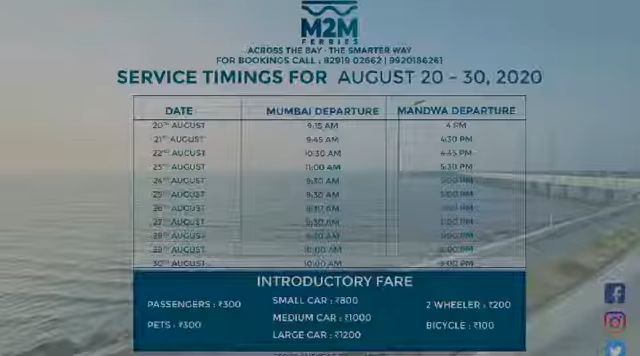 M2M
FERRIES
ACROSS THE BAY - THE SMARTER WAY
FOR BOOKINGS CALL : 82919 02662 | 9920186261
SERVICE TIMINGS FOR AUGUST 20 - 30, 2020
DATE MUMBAI DEPARTURE MANDWA DEPARTURE
20TH AUGUST 9:15 AM 4 PM
21ST AUGUST 9:45 AM 4:30 PM
22ND AUGUST 10:30 AM
23RD AUGUST 11:00 AM 5:30 PM
24TH AUGUST 9:30 AM
25TH AUGUST 9:30 AM 5:00 PM
26TH AUGUST
27TH AUGUST
28TH AUGUST
29TH AUGUST 10:00 AM
30TH AUGUST 10:00 AM
INTRODUCTORY FARE
PASSENGERS : ₹300 SMALL CAR : ₹800 2 WHEELER : ₹200
MEDIUM CAR : ₹1000
PETS : ₹300 BICYCLE : ₹100
LARGE CAR : ₹1200